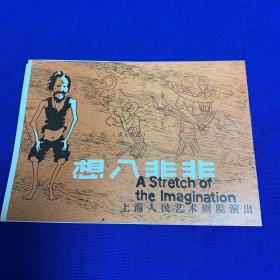 想入非非
A Stretch of
the Imagination
上海人民艺术剧院演出